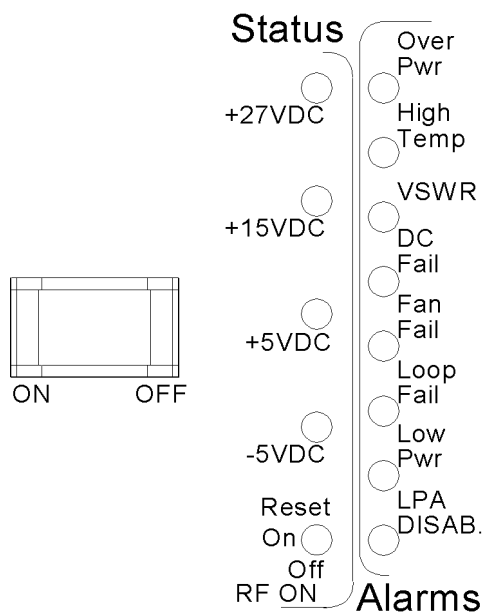 Status
+27VDC
+15VDC
+5VDC
-5VDC
Reset
On
Off
RF ON
Over
Pwr
High
Temp
VSWR
DC
Fail
Fan
Fail
Loop
Fail
Low
Pwr
LPA
DISAB.
Alarms
ON OFF